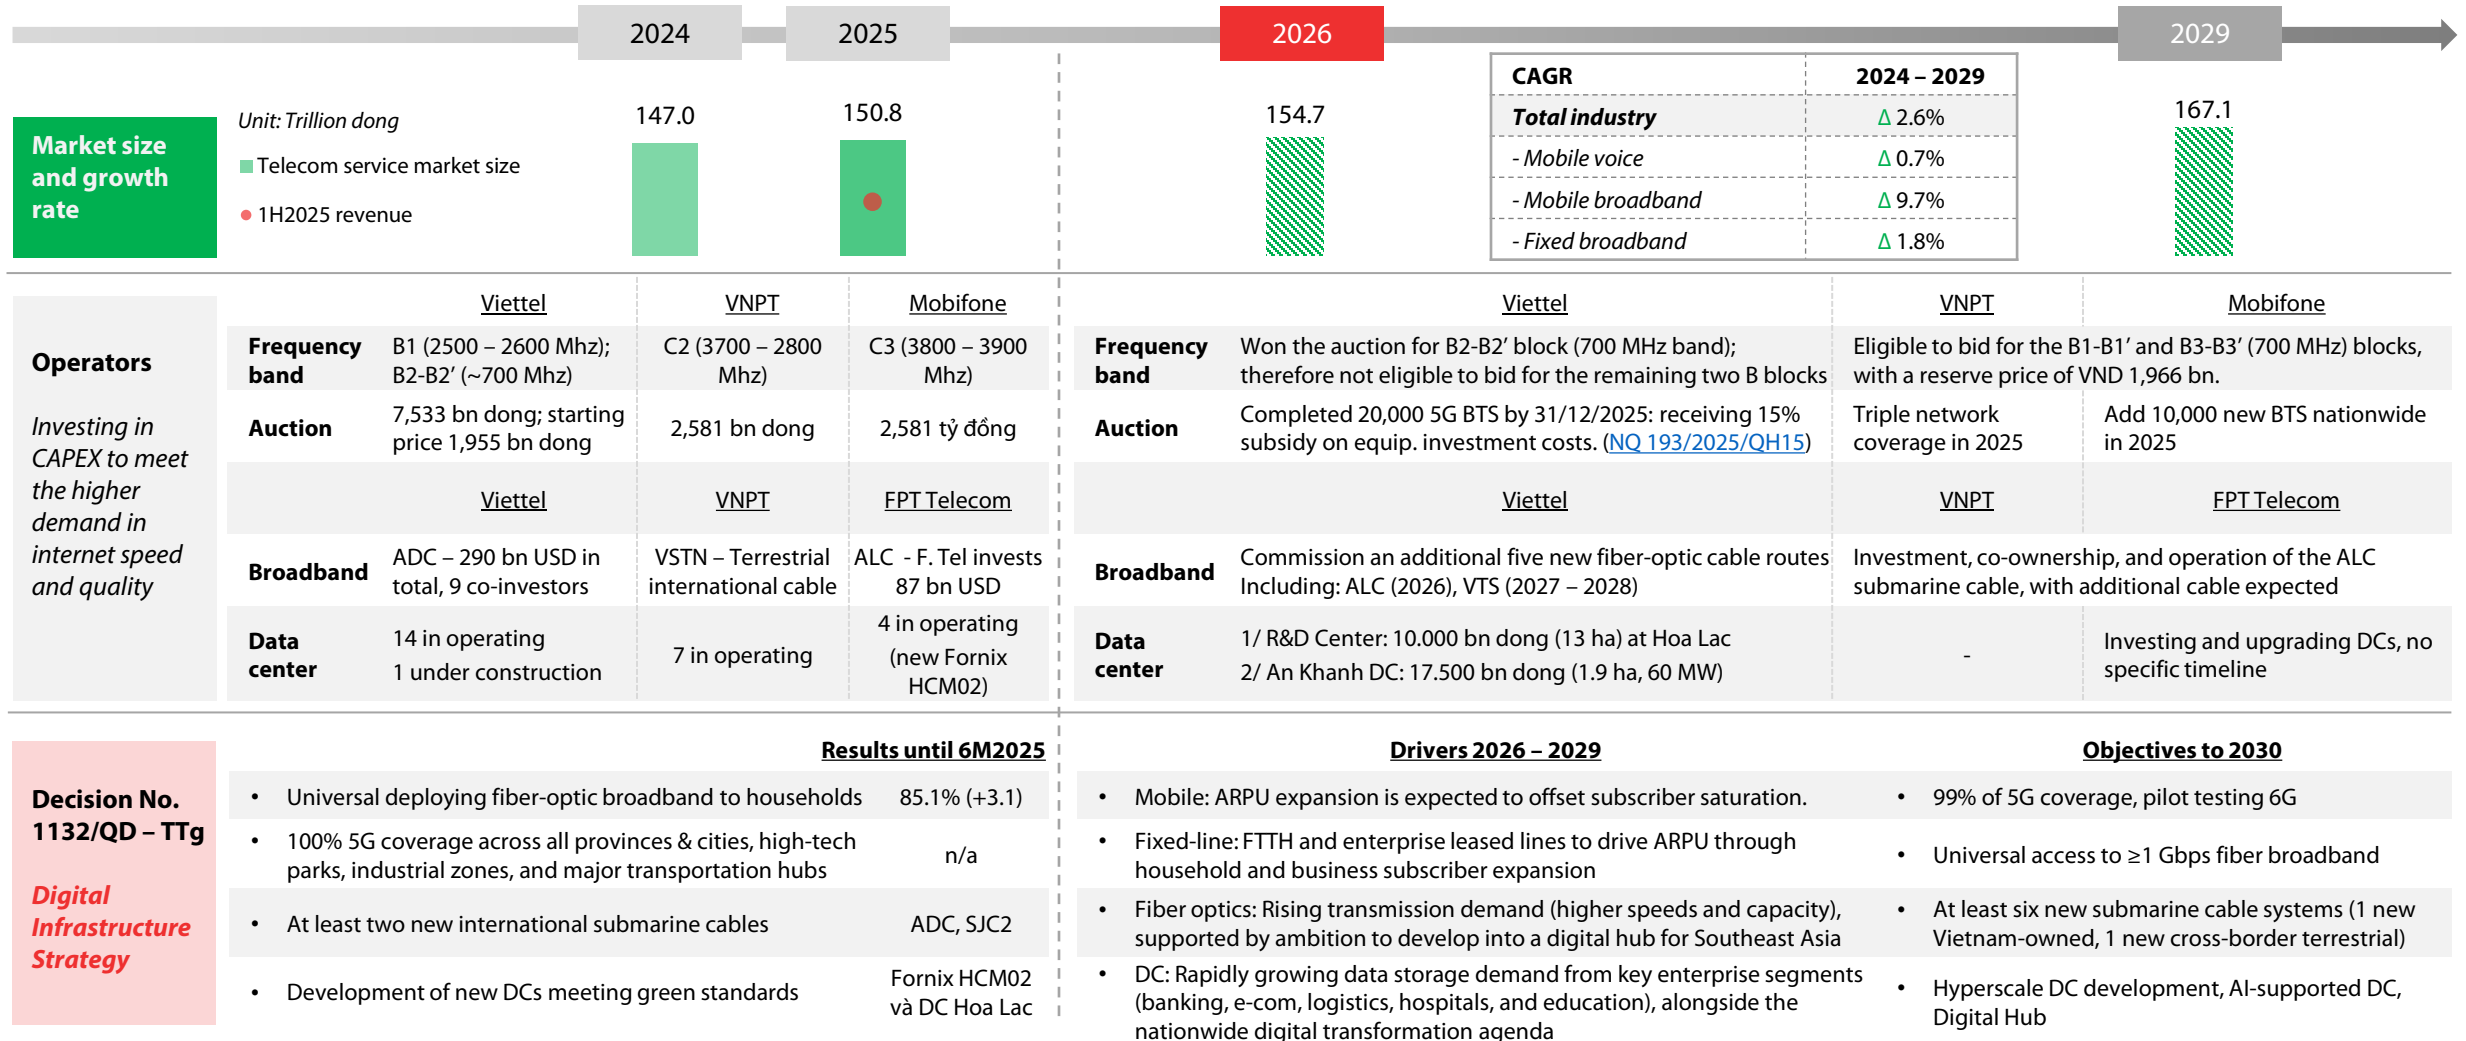 2024
2025
2026
2029
Market size
and growth
rate
Unit: Trillion dong
Telecom service market size
1H2025 revenue
147.0
150.8
154.7
167.1
CAGR 2024 – 2029
Total industry Δ 2.6%
- Mobile voice Δ 0.7%
- Mobile broadband Δ 9.7%
- Fixed broadband Δ 1.8%
Operators
Investing in
CAPEX to meet
the higher
demand in
internet speed
and quality
Viettel
VNPT
Mobifone
Frequency
band
B1 (2500 – 2600 Mhz);
B2-B2’ (~700 Mhz)
C2 (3700 – 2800
Mhz)
C3 (3800 – 3900
Mhz)
Auction
7,533 bn dong; starting
price 1,955 bn dong
2,581 bn dong
2,581 tỷ đồng
Viettel
VNPT
FPT Telecom
Broadband
ADC – 290 bn USD in
total, 9 co-investors
VSTN – Terrestrial
international cable
ALC - F. Tel invests
87 bn USD
Data
center
14 in operating
1 under construction
7 in operating
4 in operating
(new Fornix
HCM02)
Viettel
VNPT
Mobifone
Frequency
band
Won the auction for B2-B2’ block (700 MHz band);
therefore not eligible to bid for the remaining two B blocks
Eligible to bid for the B1-B1’ and B3-B3’ (700 MHz) blocks,
with a reserve price of VND 1,966 bn.
Auction
Completed 20,000 5G BTS by 31/12/2025: receiving 15%
subsidy on equip. investment costs. (NQ 193/2025/QH15)
Triple network
coverage in 2025
Add 10,000 new BTS nationwide
in 2025
Viettel
VNPT
FPT Telecom
Broadband
Commission an additional five new fiber-optic cable routes
Including: ALC (2026), VTS (2027 – 2028)
Investment, co-ownership, and operation of the ALC
submarine cable, with additional cable expected
Data
center
1/ R&D Center: 10.000 bn dong (13 ha) at Hoa Lac
2/ An Khanh DC: 17.500 bn dong (1.9 ha, 60 MW)
-
Investing and upgrading DCs, no
specific timeline
Decision No.
1132/QD – TTg
Digital
Infrastructure
Strategy
Results until 6M2025
• Universal deploying fiber-optic broadband to households
85.1% (+3.1)
• 100% 5G coverage across all provinces & cities, high-tech
parks, industrial zones, and major transportation hubs
n/a
• At least two new international submarine cables
ADC, SJC2
• Development of new DCs meeting green standards
Fornix HCM02
và DC Hoa Lac
Drivers 2026 – 2029
• Mobile: ARPU expansion is expected to offset subscriber saturation.
• Fixed-line: FTTH and enterprise leased lines to drive ARPU through
household and business subscriber expansion
• Fiber optics: Rising transmission demand (higher speeds and capacity),
supported by ambition to develop into a digital hub for Southeast Asia
• DC: Rapidly growing data storage demand from key enterprise segments
(banking, e-com, logistics, hospitals, and education), alongside the
nationwide digital transformation agenda
Objectives to 2030
• 99% of 5G coverage, pilot testing 6G
• Universal access to ≥1 Gbps fiber broadband
• At least six new submarine cable systems (1 new
Vietnam-owned, 1 new cross-border terrestrial)
• Hyperscale DC development, AI-supported DC,
Digital Hub